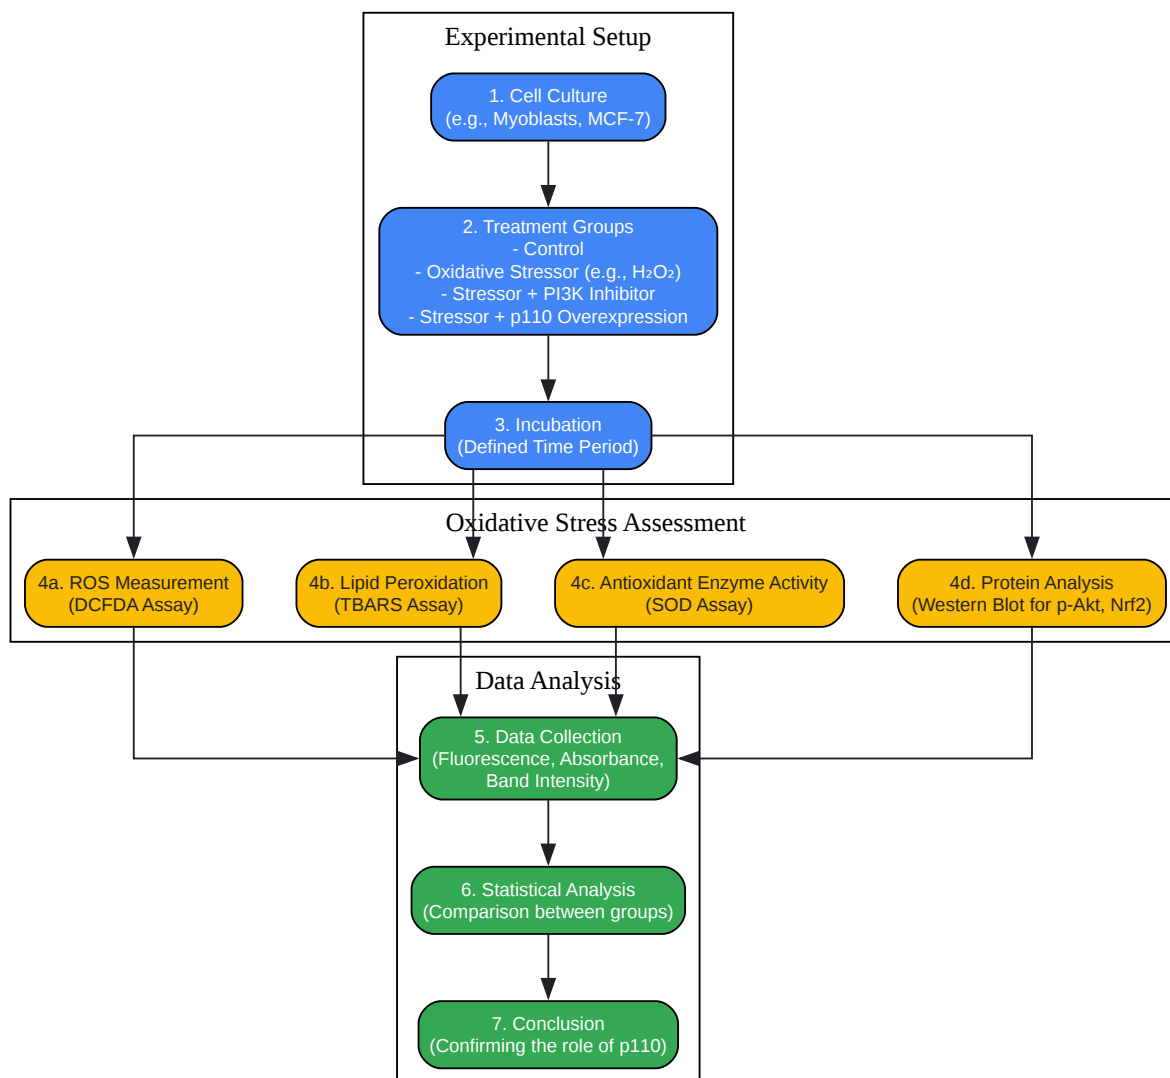 Experimental Setup
1. Cell Culture
(e.g., Myoblasts, MCF-7)
2. Treatment Groups
- Control
- Oxidative Stressor (e.g., H₂O₂)
- Stressor + PI3K Inhibitor
- Stressor + p110 Overexpression
3. Incubation
(Defined Time Period)
Oxidative Stress Assessment
4a. ROS Measurement
(DCFDA Assay)
4b. Lipid Peroxidation
(TBARS Assay)
4c. Antioxidant Enzyme Activity
(SOD Assay)
4d. Protein Analysis
(Western Blot for p-Akt, Nrf2)
Data Analysis
5. Data Collection
(Fluorescence, Absorbance,
Band Intensity)
6. Statistical Analysis
(Comparison between groups)
7. Conclusion
(Confirming the role of p110)